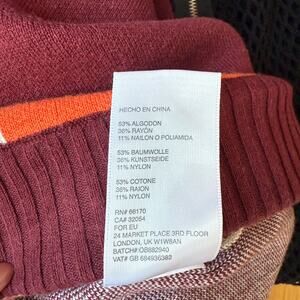 HECHO EN CHINA
53% ALGODON
36% RAYÓN
11% NAILON O POLIAMIDA
53% BAUMWOLLE
36% KUNSTSEIDE
11% NYLON
53% COTONE
36% RAION
11% NYLON
RN# 66170
CA# 32054
FOR EU
24 MARKET PLACE 3RD FLOOR
LONDON, UK W1W8AN
BATCH# OB882940
VAT# GB 684936382